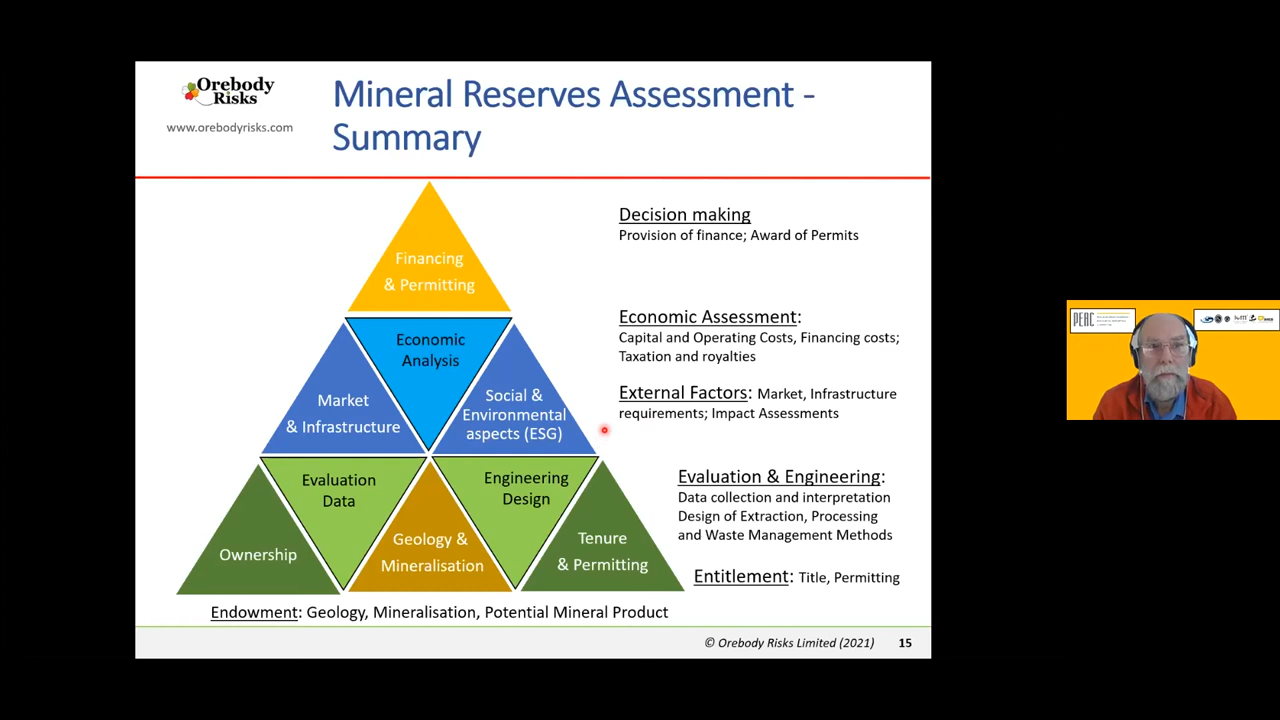 Orebody
Risks
www.orebodyrisks.com
Mineral Reserves Assessment -
Summary
Financing
& Permitting
Decision making
Provision of finance; Award of Permits
Economic
Analysis
Economic Assessment:
Capital and Operating Costs, Financing costs;
Taxation and royalties
Market
& Infrastructure
Social &
Environmental
aspects (ESG)
External Factors: Market, Infrastructure
requirements; Impact Assessments
Evaluation
Data
Engineering
Design
Evaluation & Engineering:
Data collection and interpretation
Design of Extraction, Processing
and Waste Management Methods
Ownership
Geology &
Mineralisation
Tenure
& Permitting
Entitlement: Title, Permitting
Endowment: Geology, Mineralisation, Potential Mineral Product
© Orebody Risks Limited (2021)
15
PERC